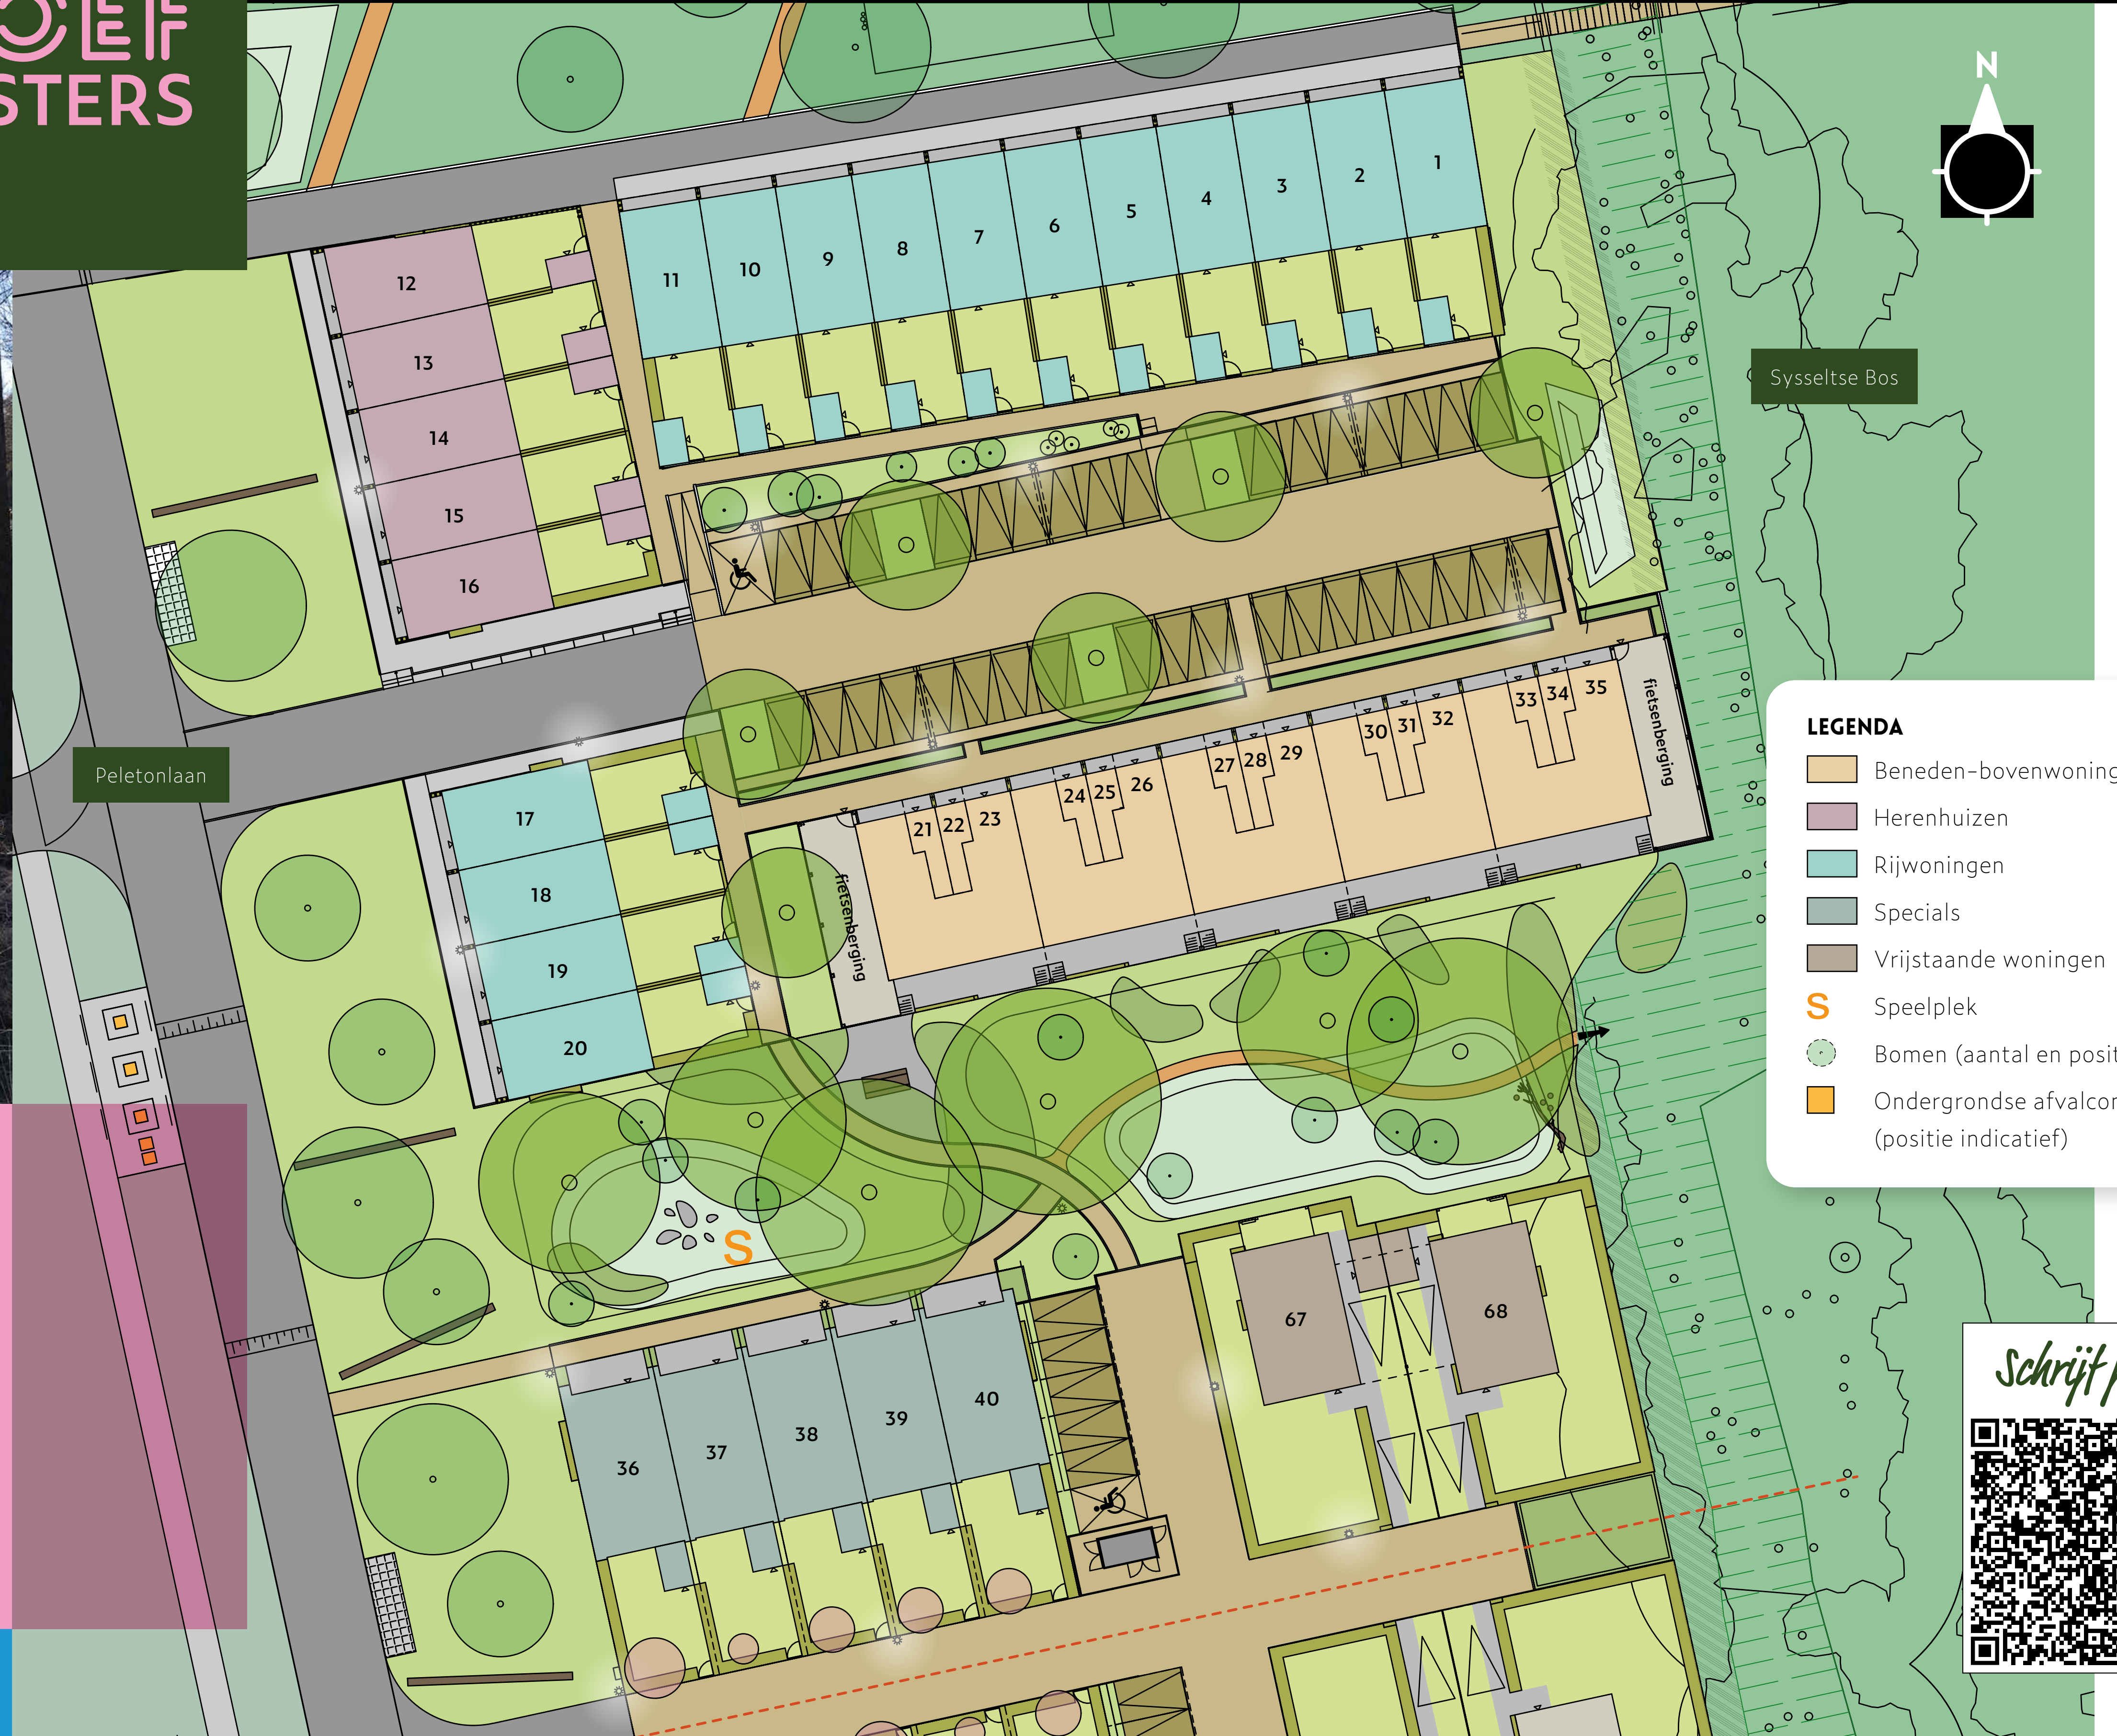 STERS
N
1
2
3
4
5
6
7
8
9
10
11
12
13
14
15
16
Sysseltse Bos
Peletonlaan
17
18
19
20
21
22
23
24
25
26
27
28
29
30
31
32
33
34
35
fietsenberging
fietsenberging
LEGENDA
Beneden-bovenwoning
Herenhuizen
Rijwoningen
Specials
Vrijstaande woningen
S Speelplek
Bomen (aantal en posit
Ondergrondse afvalcon
(positie indicatief)
S
36
37
38
39
40
67
68
Schrijf